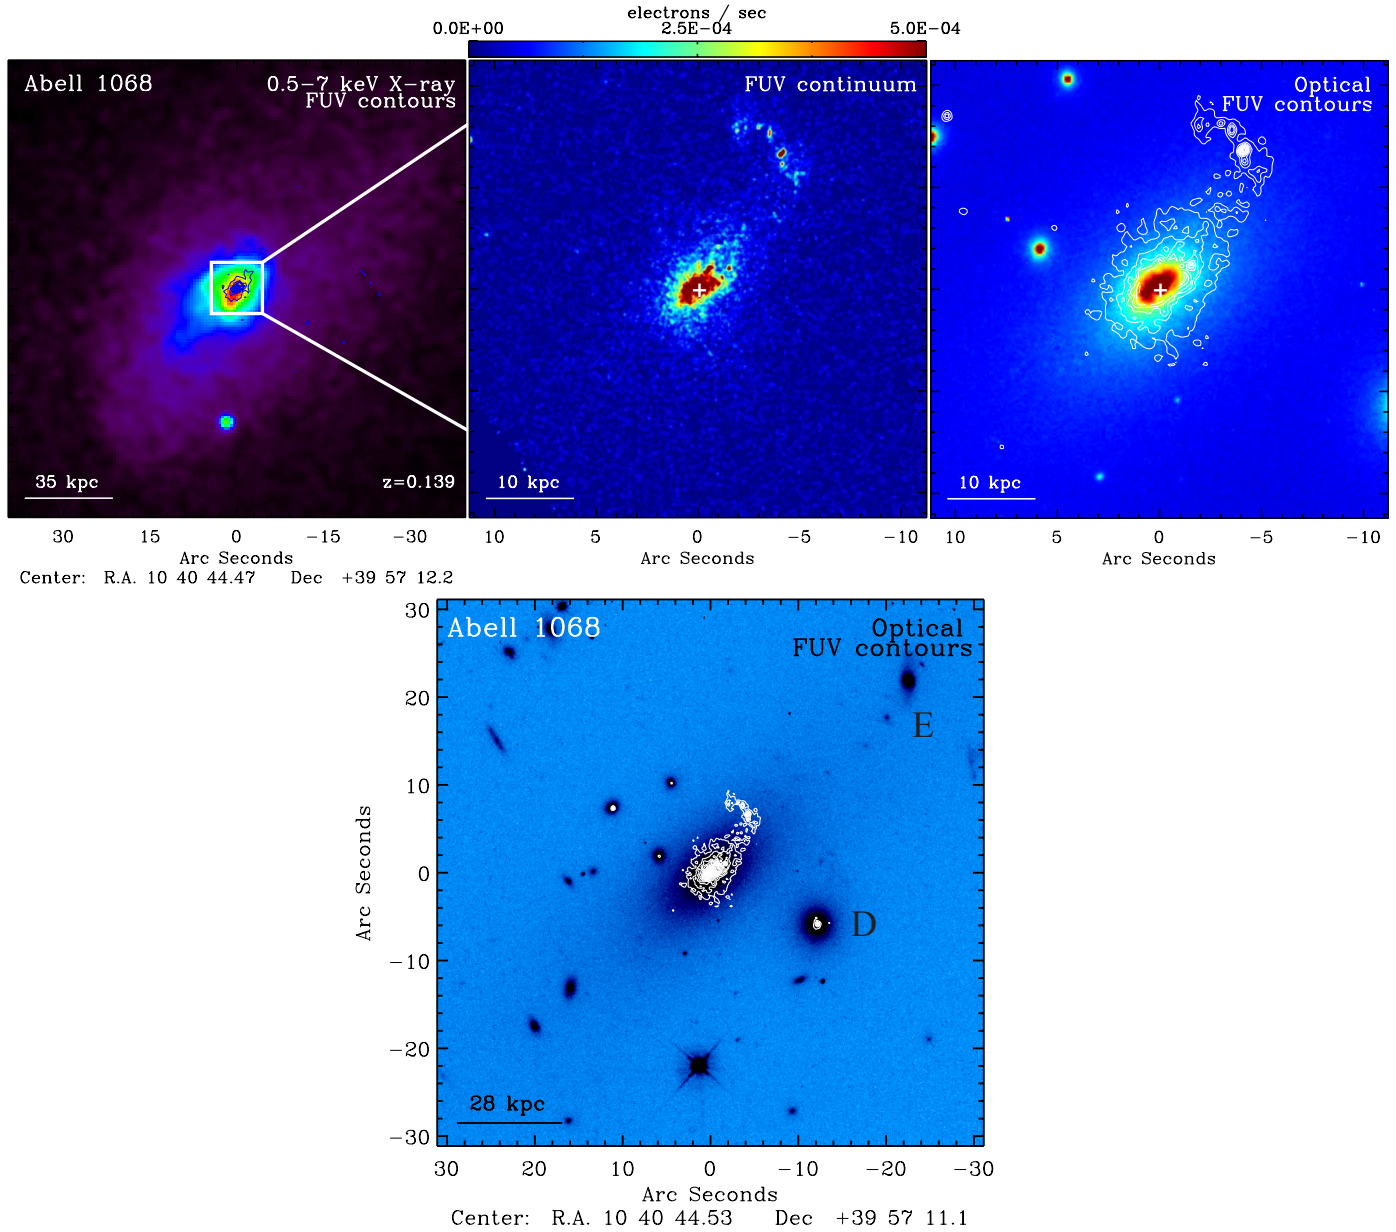 electrons / sec
0.0E+00 2.5E-04 5.0E-04
Abell 1068
0.5-7 keV X-ray
FUV contours
35 kpc
z=0.139
30 15 0 -15 -30
Arc Seconds
Center: R.A. 10 40 44.47 Dec +39 57 12.2
FUV continuum
10 kpc
10 5 0 -5 -10
Arc Seconds
Optical
FUV contours
10 kpc
10 5 0 -5 -10
Arc Seconds
Abell 1068
Optical
FUV contours
E
D
28 kpc
30
20
10
0
-10
-20
-30
Arc Seconds
30 20 10 0 -10 -20 -30
Arc Seconds
Center: R.A. 10 40 44.53 Dec +39 57 11.1